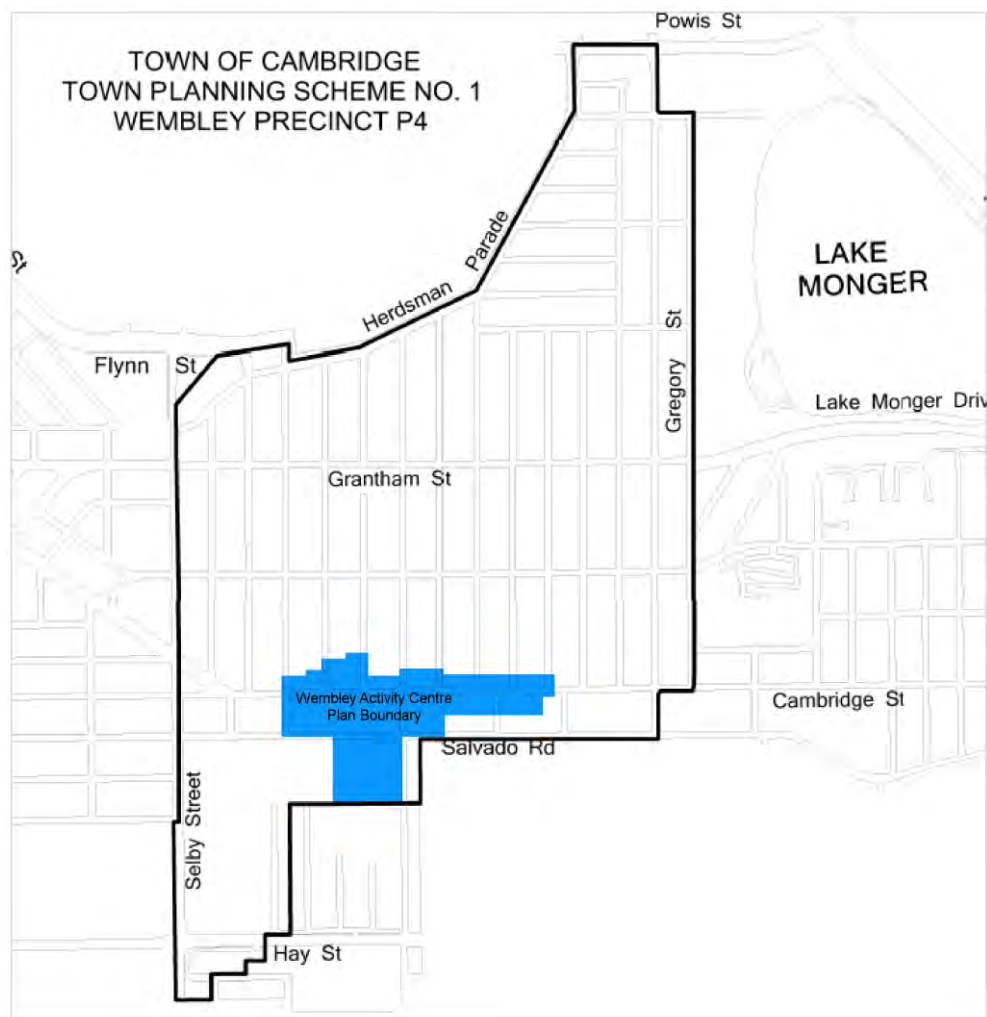 Powis St
TOWN OF CAMBRIDGE
TOWN PLANNING SCHEME NO. 1
WEMBLEY PRECINCT P4
Herdsman Parade
St
LAKE
MONGER
Flynn St
Gregory St
Lake Monger Driv
Grantham St
Wembley Activity Centre
Plan Boundary
Cambridge St
Salvado Rd
Selby Street
Hay St